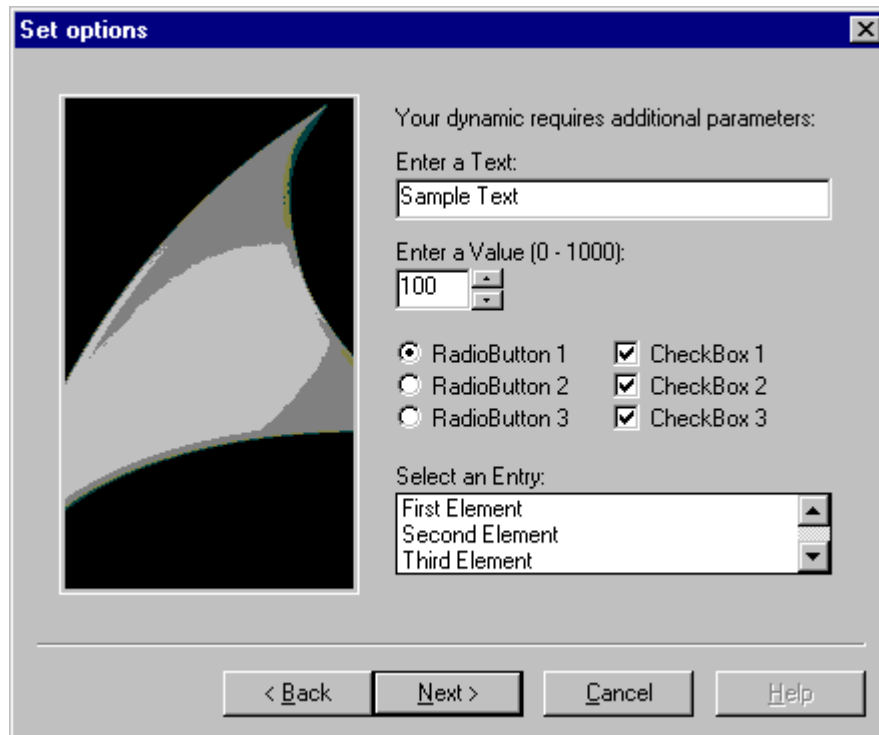 Set options
Your dynamic requires additional parameters:
Enter a Text:
Sample Text
Enter a Value (0 - 1000):
100
RadioButton 1 CheckBox 1
RadioButton 2 CheckBox 2
RadioButton 3 CheckBox 3
Select an Entry:
First Element
Second Element
Third Element
< Back Next > Cancel Help